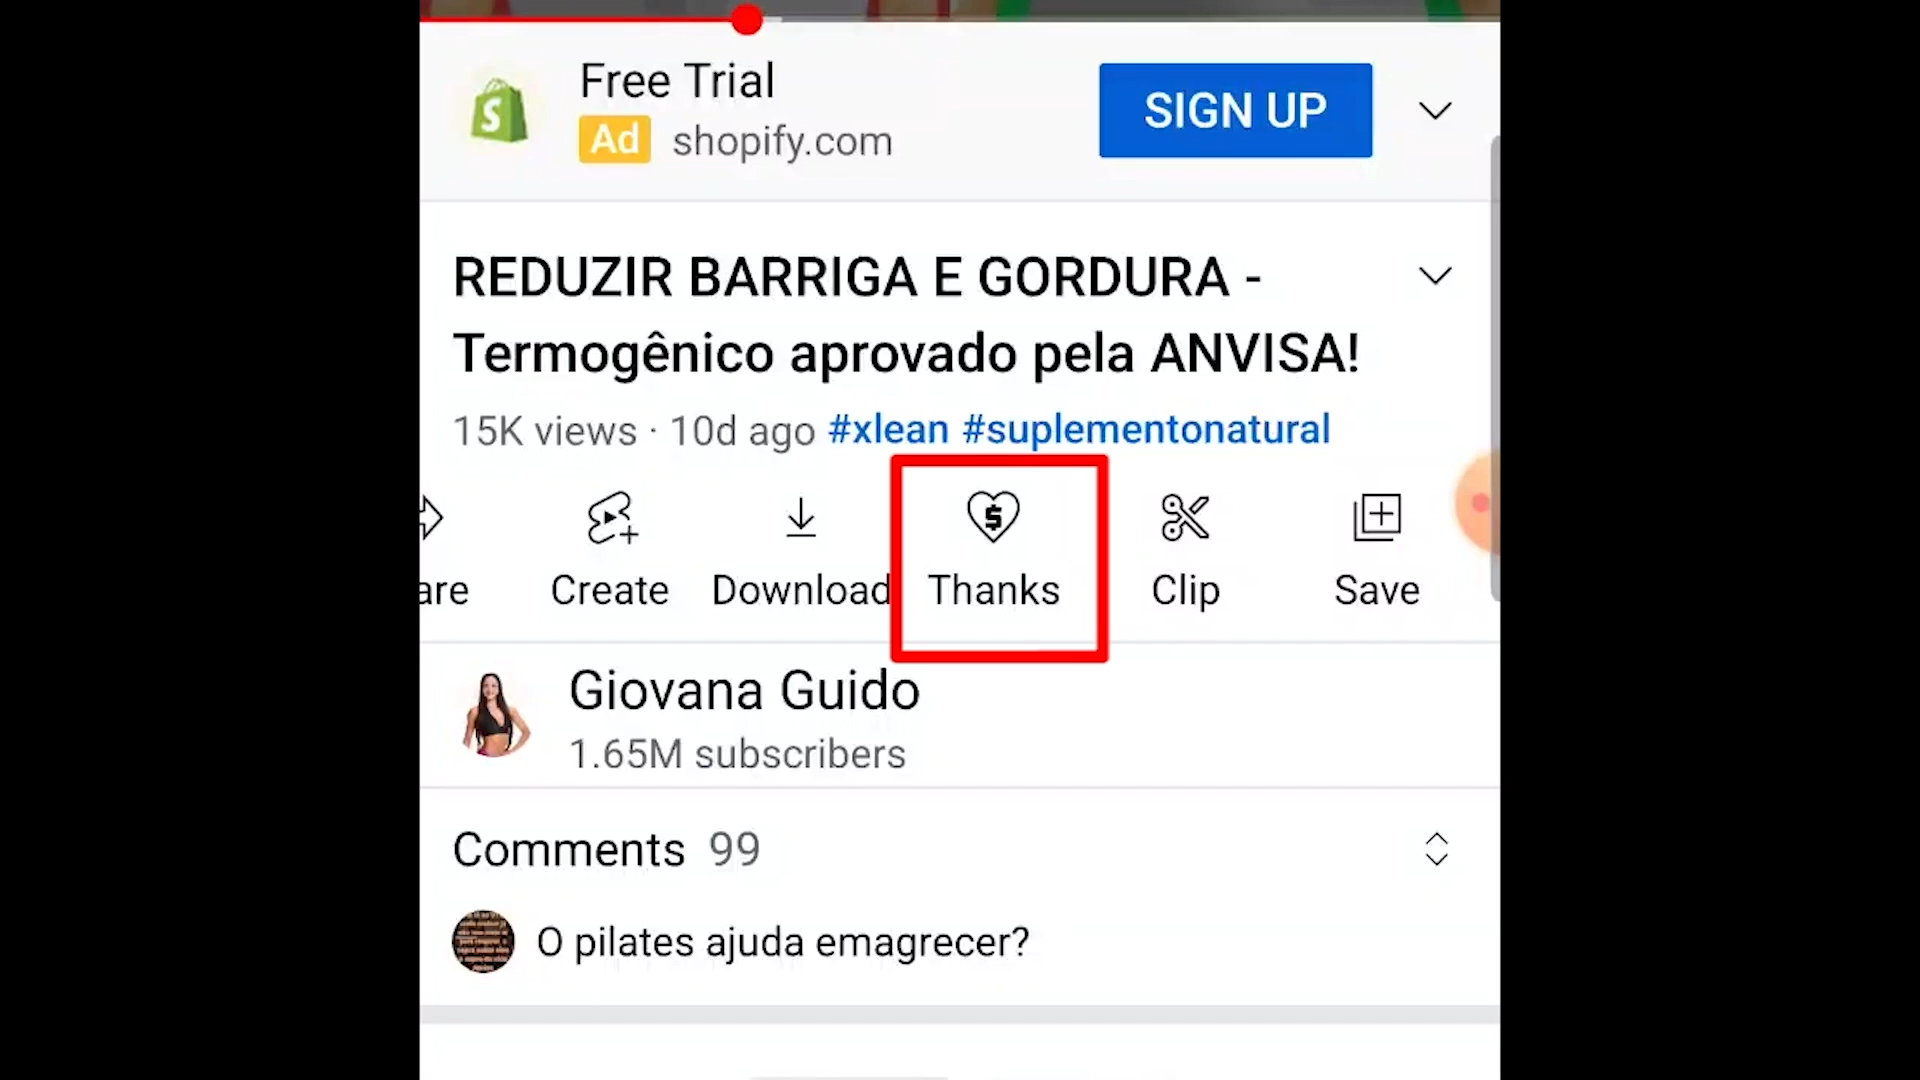 Free Trial
SIGN UP
Ad shopify.com
REDUZIR BARRIGA E GORDURA -
Termogênico aprovado pela ANVISA!
15K views · 10d ago #xlean #suplementonatural
are Create Download Thanks Clip Save
Giovana Guido
1.65M subscribers
Comments 99
O pilates ajuda emagrecer?